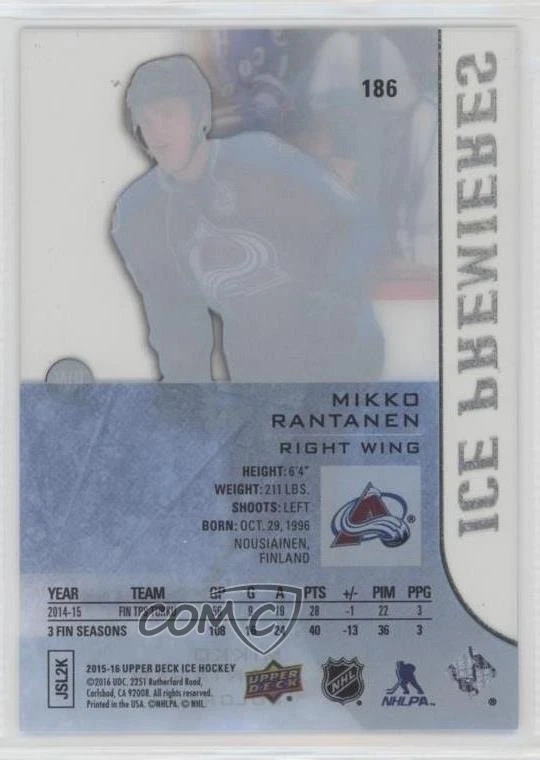 186
ICE PREMIERES
MIKKO
RANTANEN
RIGHT WING
HEIGHT: 6'4"
WEIGHT: 211 LBS.
SHOOTS: LEFT
BORN: OCT. 29, 1996
NOUSIAINEN,
FINLAND
®
YEAR TEAM GP G A PTS +/- PIM PPG
2014-15 FIN TPS TURKU 56 9 19 28 -1 22 3
3 FIN SEASONS 108 24 40 -13 36 3
COMC
JSL2K
2015-16 UPPER DECK ICE HOCKEY
©2016 UDC, 2251 Rutherford Road,
Carlsbad, CA 92008. All rights reserved.
Printed in the USA. ©NHLPA. © NHL.
UPPER DECK
NHL
NHLPA
®